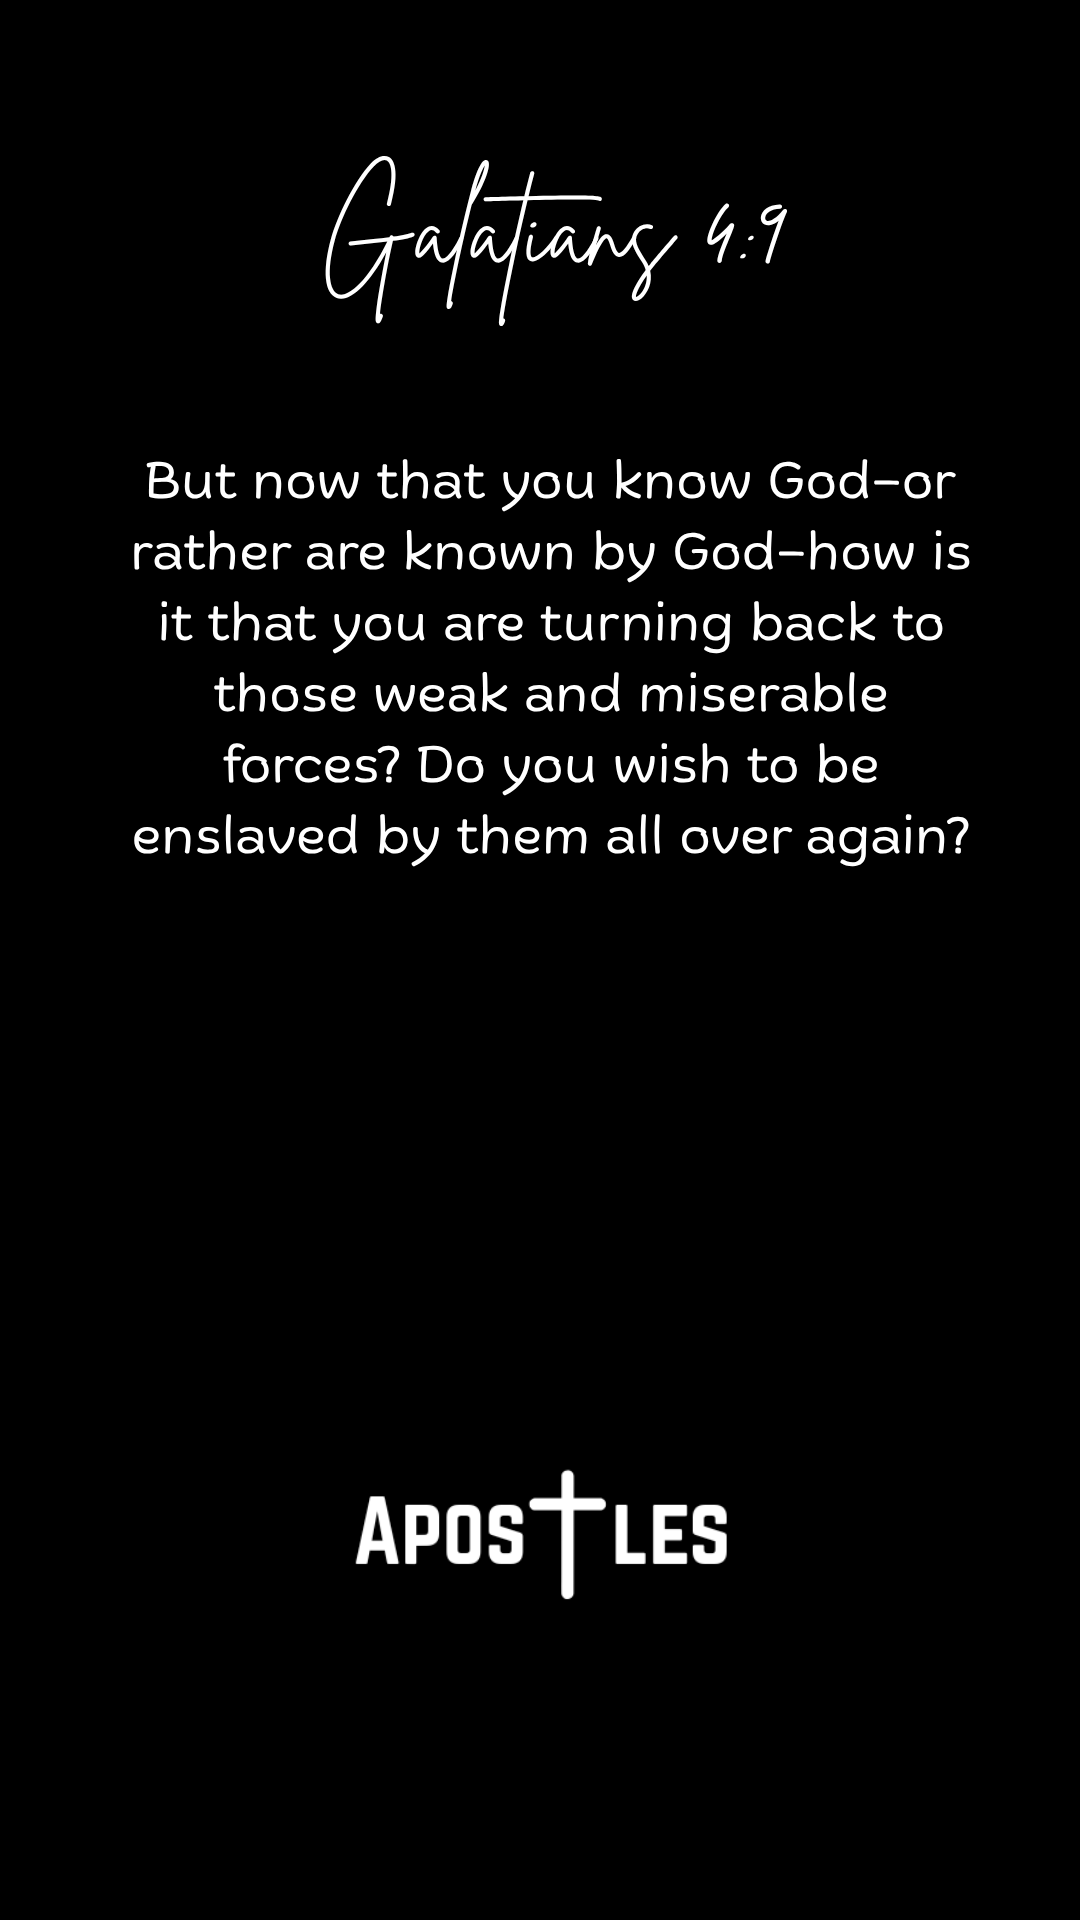 Galatians 4:9
But now that you know God–or
rather are known by God–how is
it that you are turning back to
those weak and miserable
forces? Do you wish to be
enslaved by them all over again?
APOSTLES